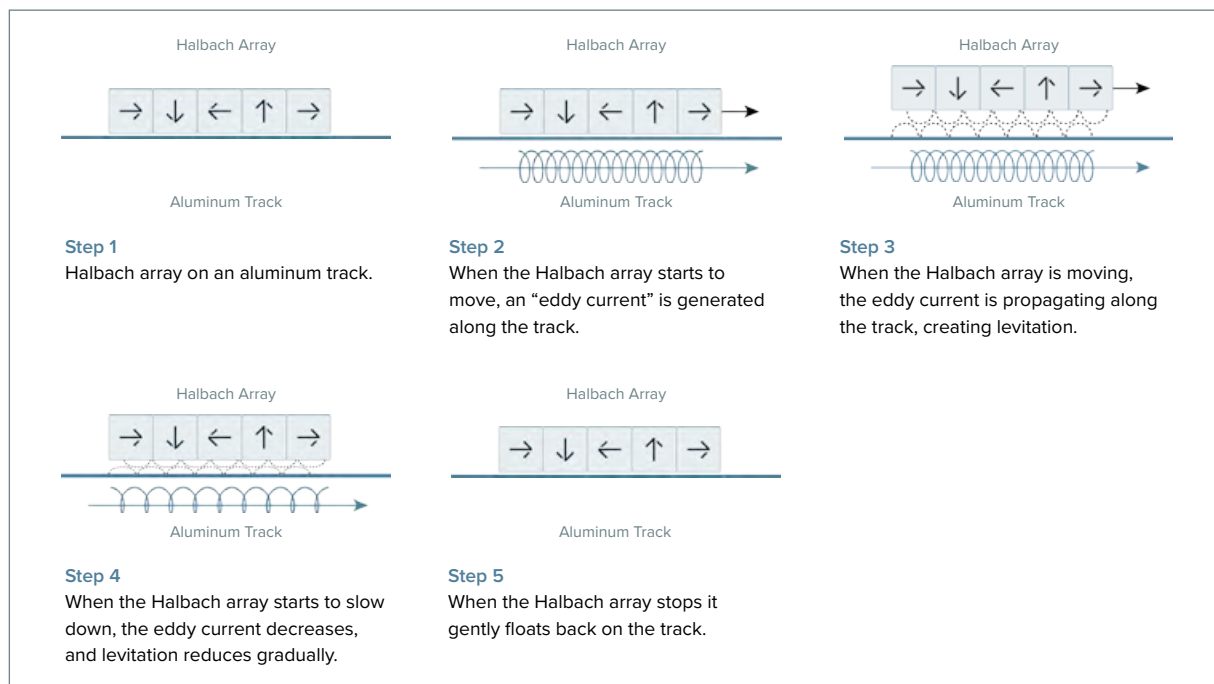 Halbach Array
Aluminum Track
Step 1
Halbach array on an aluminum track.
Halbach Array
Aluminum Track
Step 2
When the Halbach array starts to
move, an “eddy current” is generated
along the track.
Halbach Array
Aluminum Track
Step 3
When the Halbach array is moving,
the eddy current is propagating along
the track, creating levitation.
Halbach Array
Aluminum Track
Step 4
When the Halbach array starts to slow
down, the eddy current decreases,
and levitation reduces gradually.
Halbach Array
Aluminum Track
Step 5
When the Halbach array stops it
gently floats back on the track.